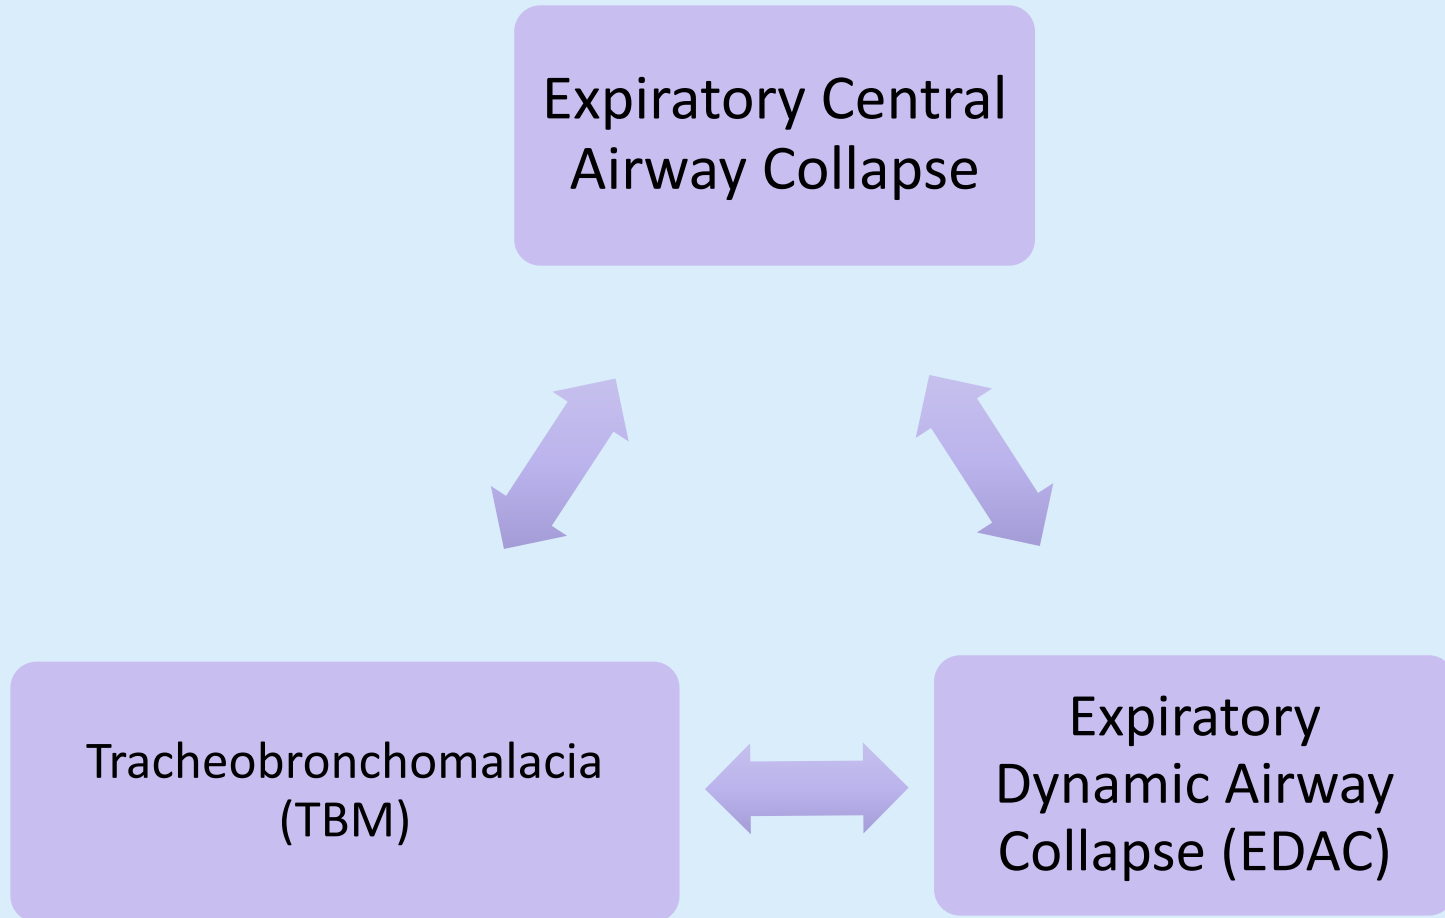 Expiratory Central
Airway Collapse
Tracheobronchomalacia
(TBM)
Expiratory
Dynamic Airway
Collapse (EDAC)